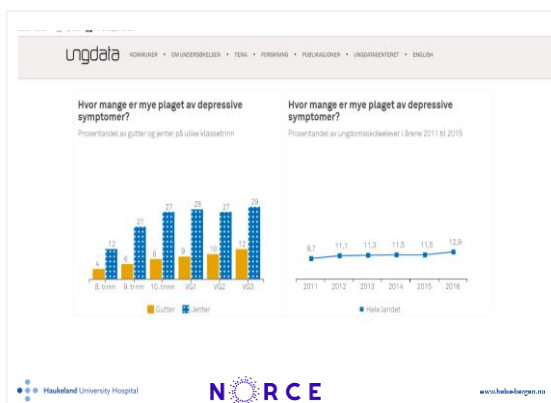 ungdata
KOMMUNER • OM UNDERSØKELSEN • TEMA • FORSKNING • PUBLIKASJONER • UNGDATASENTERET • ENGLISH
Hvor mange er mye plaget av depressive
symptomer?
Prosentandel av gutter og jenter på ulike klassetrinn
4 12 6 21 8 27 9 28 10 27 12 29
8. trinn 9. trinn 10. trinn VG1 VG2 VG3
Gutter Jenter
Hvor mange er mye plaget av depressive
symptomer?
Prosentandel av ungdomsskoleelever i årene 2011 til 2015
9,7 11,1 11,3 11,5 11,5 12,9
2011 2012 2013 2014 2015 2016
Hele landet
Haukeland University Hospital
NORCE
www.helse-bergen.no